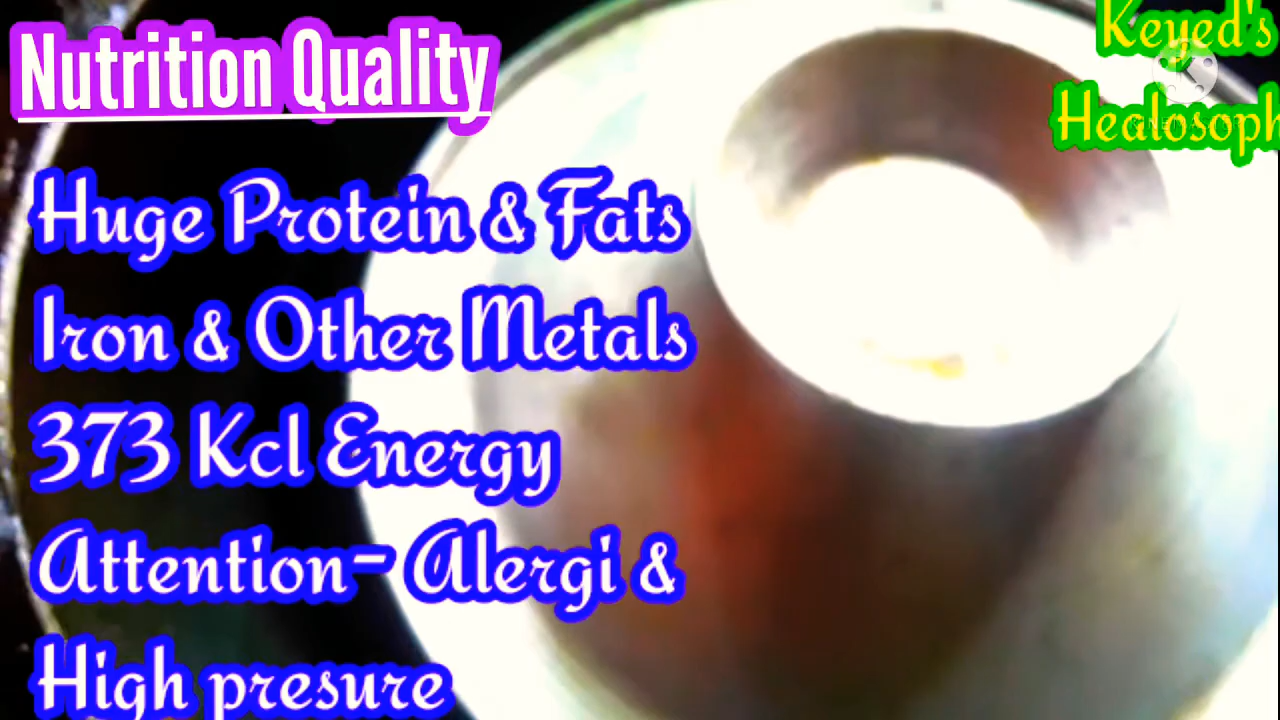 Nutrition Quality
Keyed's
Healosoph
Huge Protein & Fats
Iron & Other Metals
373 Kcl Energy
Attention- Alergi &
High presure